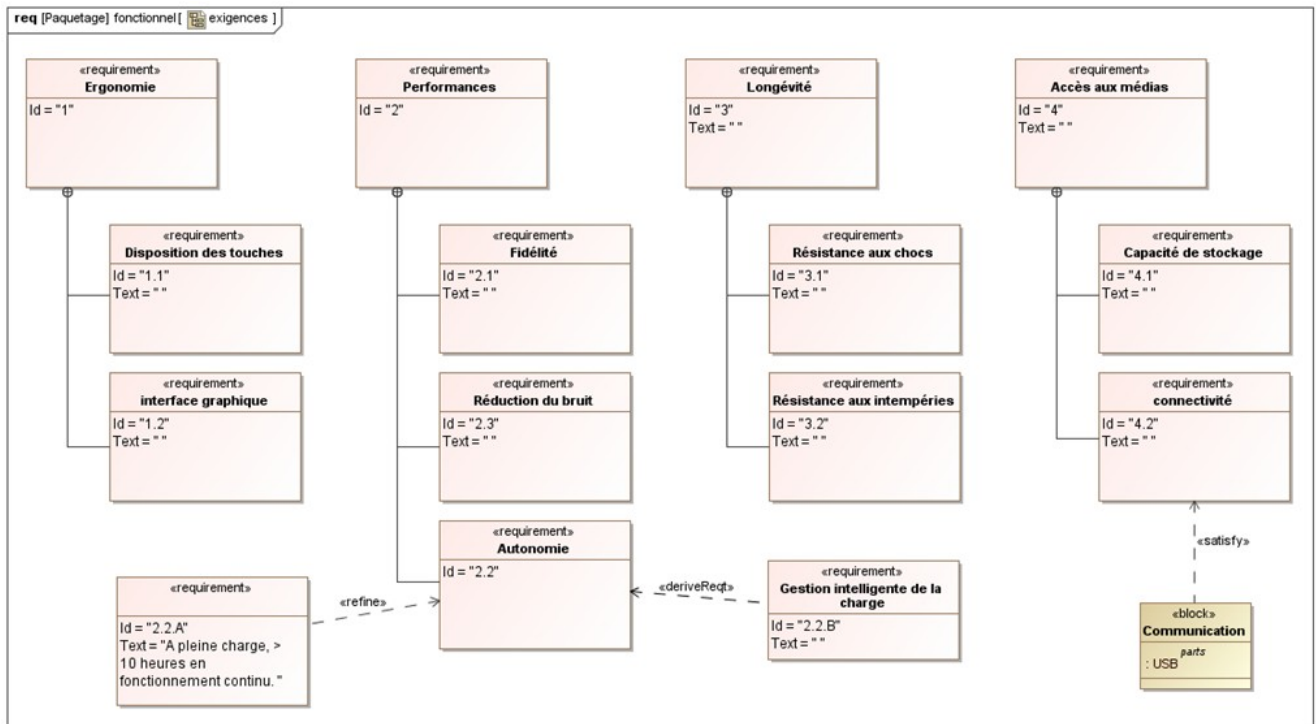 req [Paquetage] fonctionnel[ exigences ]
«requirement»
Ergonomie
Id = "1"
«requirement»
Performances
Id = "2"
«requirement»
Longévité
Id = "3"
Text = " "
«requirement»
Accès aux médias
Id = "4"
Text = " "
«requirement»
Disposition des touches
Id = "1.1"
Text = " "
«requirement»
Fidélité
Id = "2.1"
Text = " "
«requirement»
Résistance aux chocs
Id = "3.1"
Text = " "
«requirement»
Capacité de stockage
Id = "4.1"
Text = " "
«requirement»
interface graphique
Id = "1.2"
Text = " "
«requirement»
Réduction du bruit
Id = "2.3"
Text = " "
«requirement»
Résistance aux intempéries
Id = "3.2"
Text = " "
«requirement»
connectivité
Id = "4.2"
Text = " "
«requirement»
Autonomie
Id = "2.2"
«requirement»
Id = "2.2.A"
Text = "A pleine charge, >
10 heures en
fonctionnement continu. "
«refine»
«deriveReqt»
«requirement»
Gestion intelligente de la
charge
Id = "2.2.B"
Text = " "
«satisfy»
«block»
Communication
parts
: USB